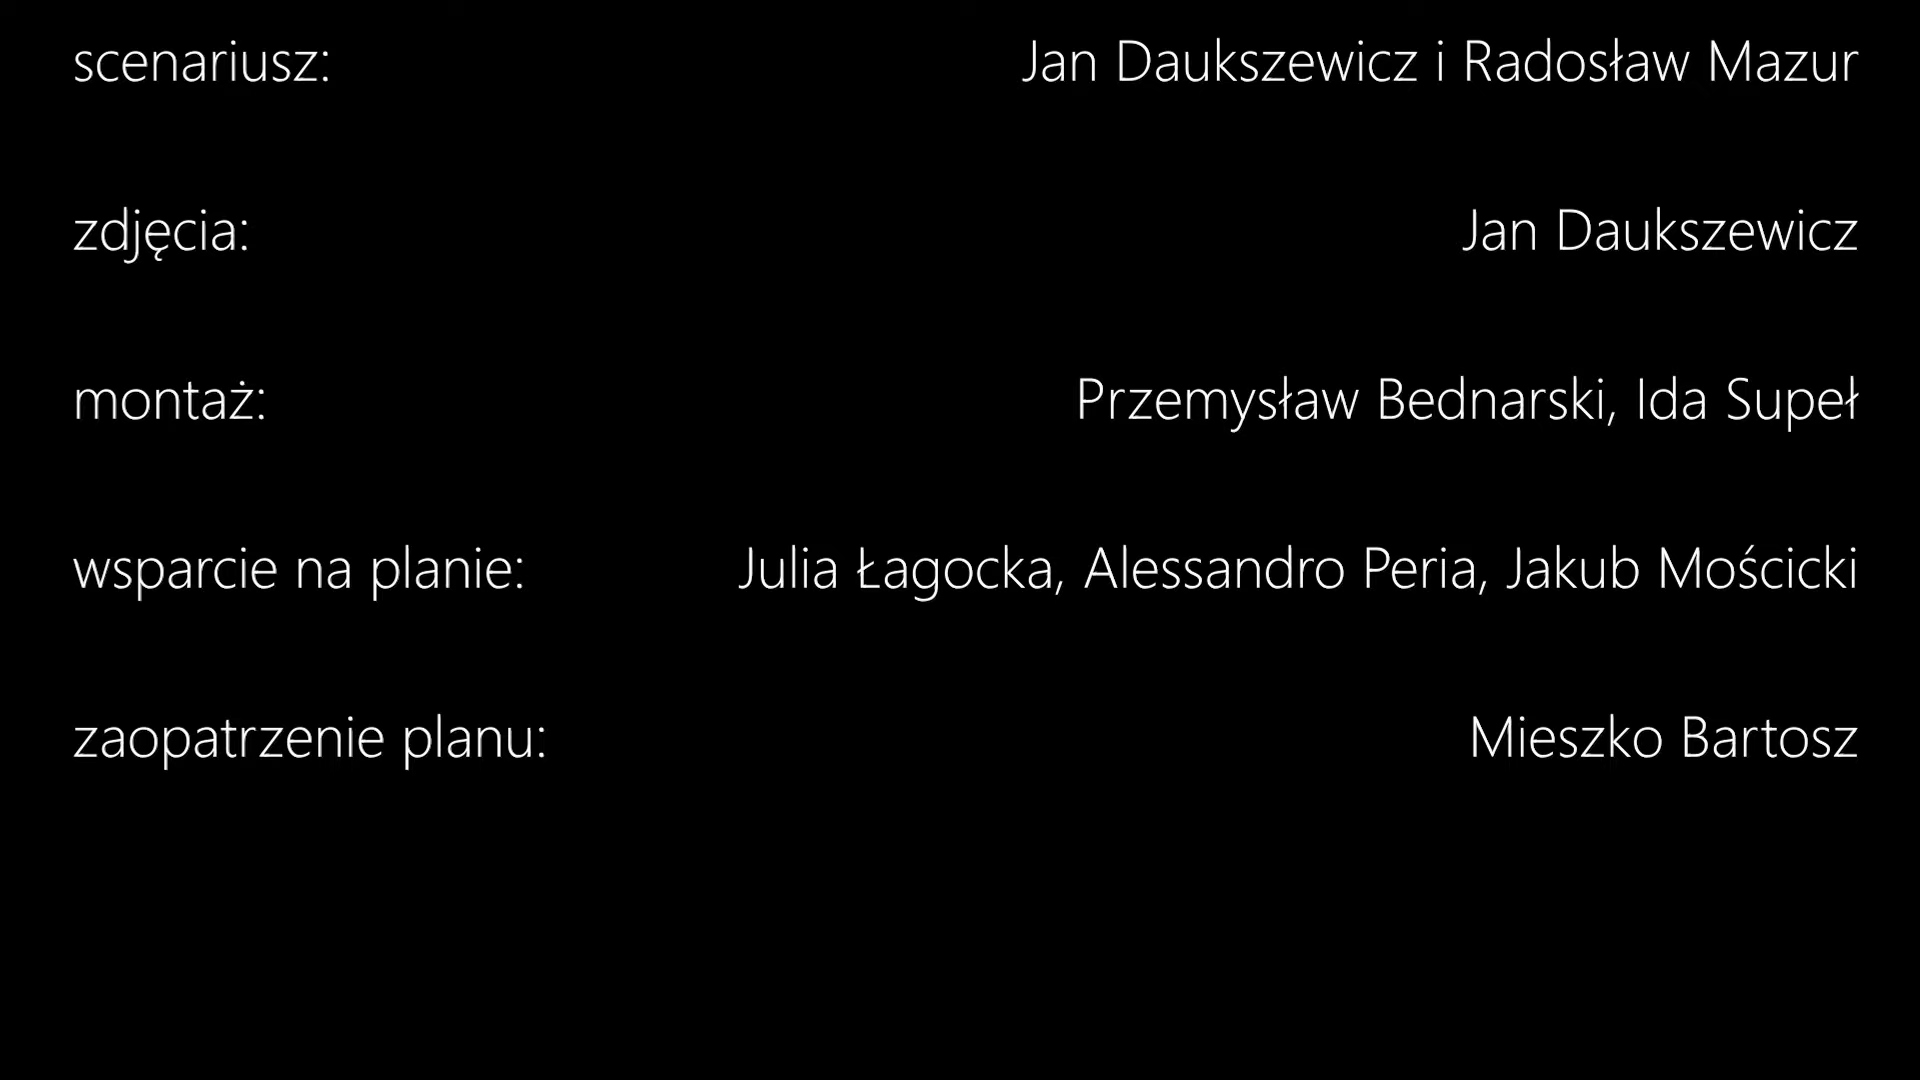 scenariusz: Jan Daukszewicz i Radosław Mazur
zdjęcia: Jan Daukszewicz
montaż: Przemysław Bednarski, Ida Supeł
wsparcie na planie: Julia Łagocka, Alessandro Peria, Jakub Mościcki
zaopatrzenie planu: Mieszko Bartosz